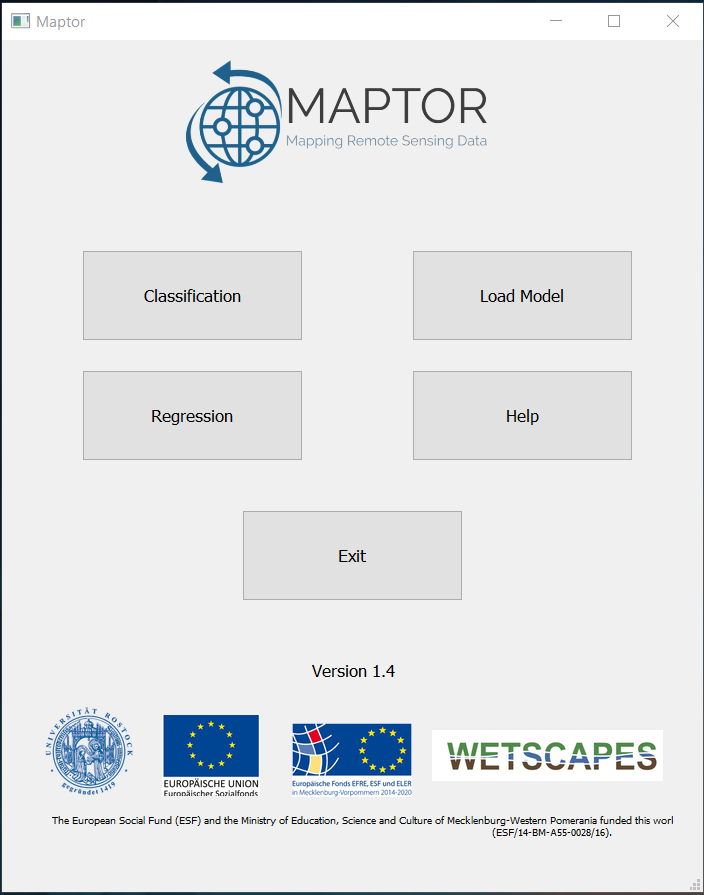 Maptor
MAPTOR
Mapping Remote Sensing Data
Classification
Load Model
Regression
Help
Exit
Version 1.4
UNIVERSITÄT ROSTOCK
gegründet 1419
EUROPÄISCHE UNION
Europäischer Sozialfonds
Europäische Fonds EFRE, ESF und ELER
in Mecklenburg-Vorpommern 2014-2020
WETSCAPES
The European Social Fund (ESF) and the Ministry of Education, Science and Culture of Mecklenburg-Western Pomerania funded this worl
(ESF/14-BM-A55-0028/16).